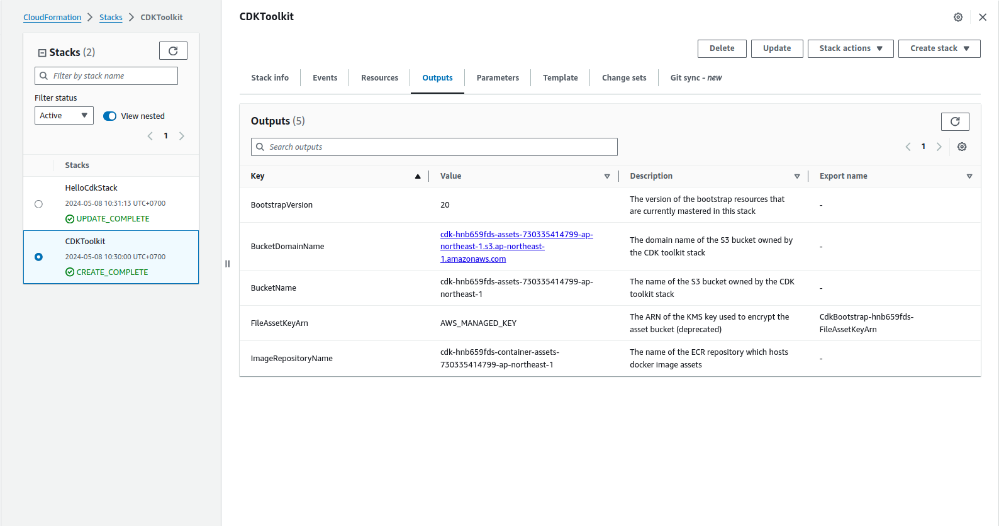 CloudFormation > Stacks > CDKToolkit
Stacks (2)
Filter by stack name
Filter status
Active
View nested
1
Stacks
HelloCdkStack
2024-05-08 10:31:13 UTC+0700
UPDATE_COMPLETE
CDKToolkit
2024-05-08 10:30:00 UTC+0700
CREATE_COMPLETE
CDKToolkit
Delete Update Stack actions Create stack
Stack info Events Resources Outputs Parameters Template Change sets Git sync - new
Outputs (5)
Search outputs
1
Key Value Description Export name
BootstrapVersion
20
The version of the bootstrap resources that
are currently mastered in this stack
-
BucketDomainName
cdk-hnb659fds-assets-730335414799-ap-
northeast-1.s3.ap-northeast-
1.amazonaws.com
The domain name of the S3 bucket owned by
the CDK toolkit stack
-
BucketName
cdk-hnb659fds-assets-730335414799-ap-
northeast-1
The name of the S3 bucket owned by the CDK
toolkit stack
-
FileAssetKeyArn
AWS_MANAGED_KEY
The ARN of the KMS key used to encrypt the
asset bucket (deprecated)
CdkBootstrap-hnb659fds-
FileAssetKeyArn
ImageRepositoryName
cdk-hnb659fds-container-assets-
730335414799-ap-northeast-1
The name of the ECR repository which hosts
docker image assets
-